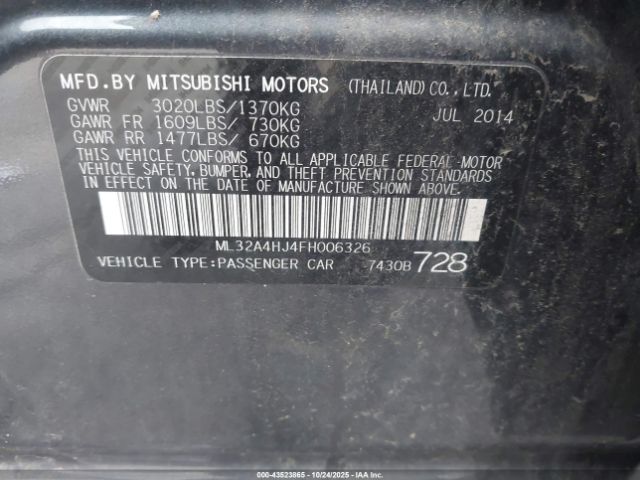 MFD.BY MITSUBISHI MOTORS (THAILAND) CO.,LTD.
GVWR 3020LBS/1370KG JUL 2014
GAWR FR 1609LBS/ 730KG
GAWR RR 1477LBS/ 670KG
THIS VEHICLE CONFORMS TO ALL APPLICABLE FEDERAL MOTOR
VEHICLE SAFETY, BUMPER, AND THEFT PREVENTION STANDARDS
IN EFFECT ON THE DATE OF MANUFACTURE SHOWN ABOVE.
ML32A4HJ4FH006326
VEHICLE TYPE:PASSENGER CAR 7430B 728
000-43523865 - 10/24/2025 - COPYRIGHT IAA, Inc.